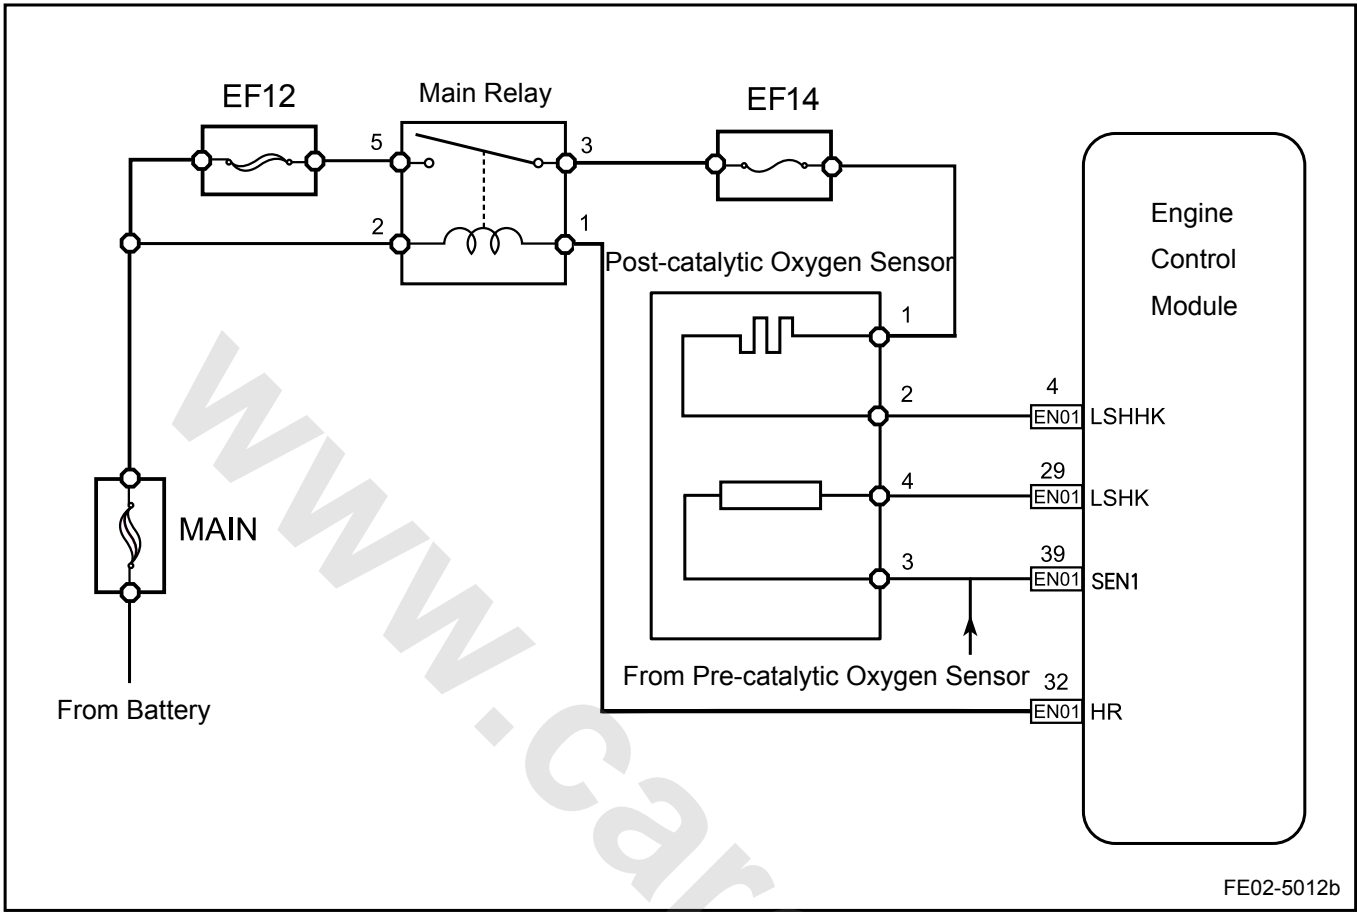 EF12
Main Relay
EF14
5
3
2
1
Post-catalytic Oxygen Sensor
Engine
Control
Module
1
2
4
EN01 LSHHK
4
29
EN01 LSHK
3
39
EN01 SEN1
MAIN
From Pre-catalytic Oxygen Sensor
32
EN01 HR
From Battery
www.car
FE02-5012b